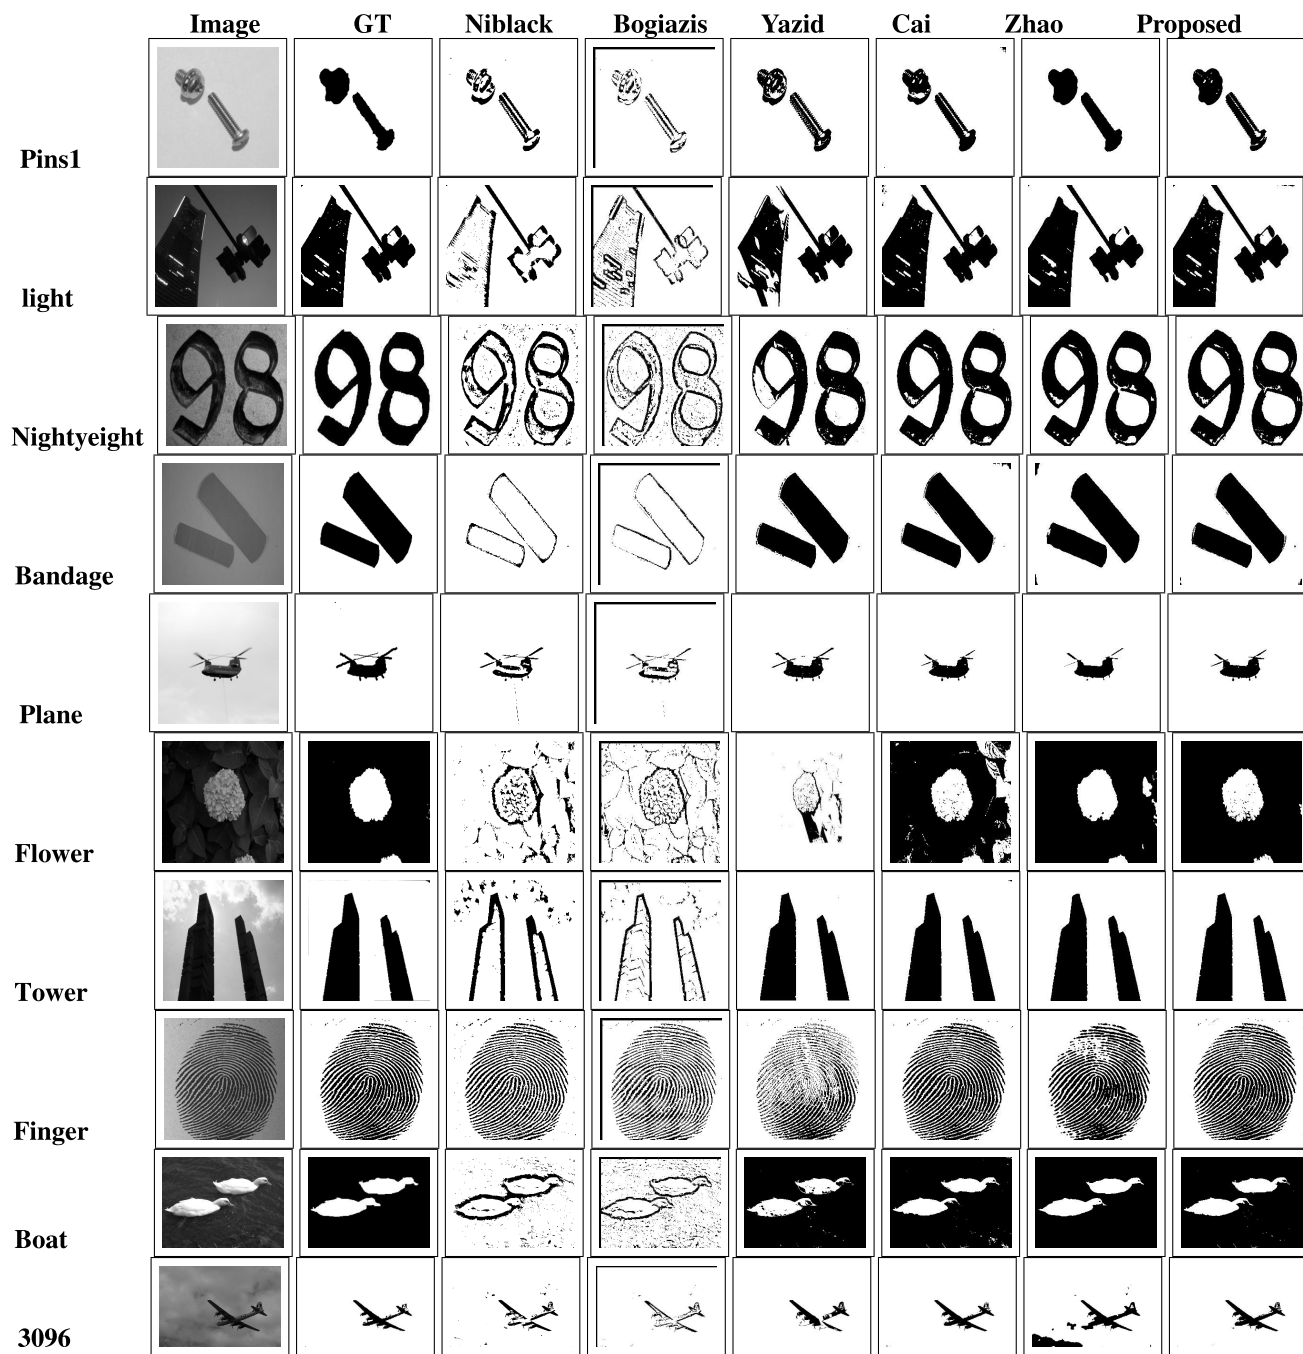 Image GT Niblack Bogiazis Yazid Cai Zhao Proposed
Pins1
light
Nightyeight
98 98 98 98 98 98 98 98
Bandage
Plane
Flower
Tower
Finger
Boat
3096